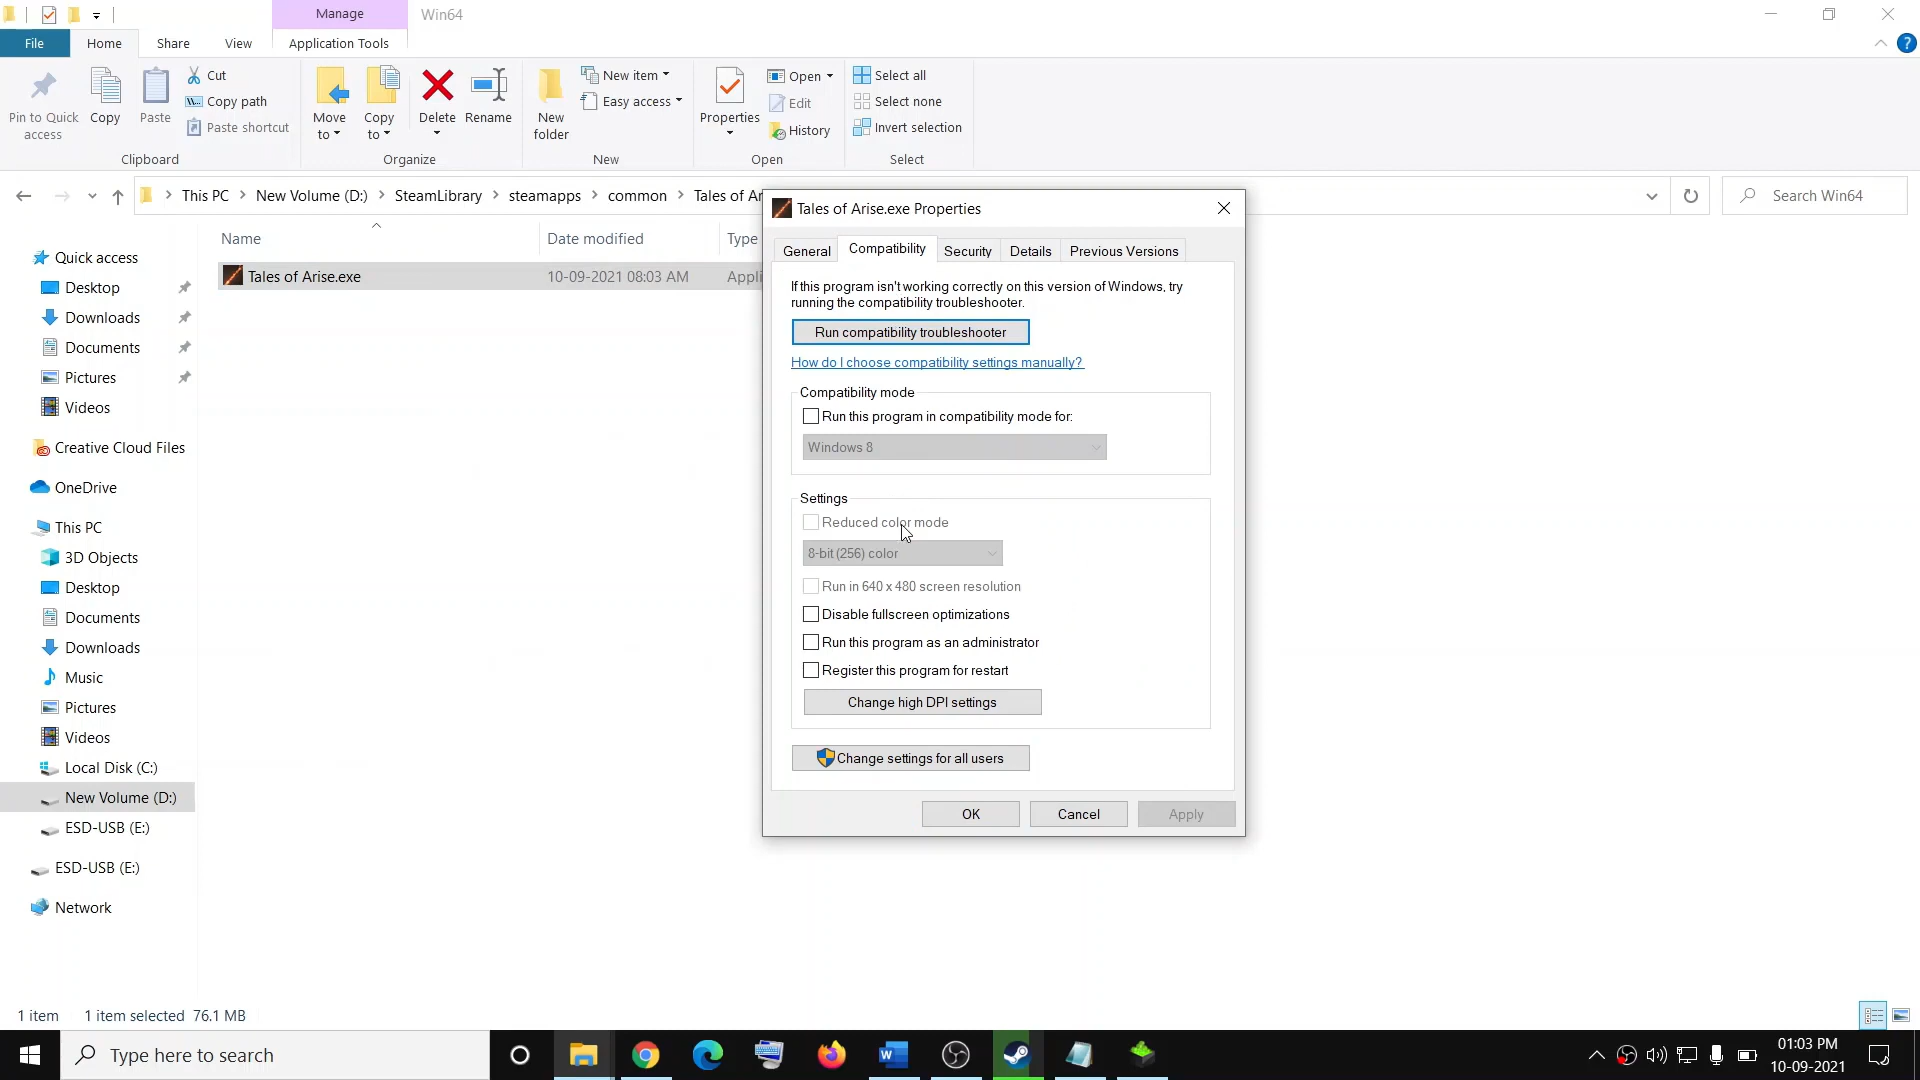 Manage
Win64
File
Home
Share
View
Application Tools
Pin to Quick access
Copy
Paste
Cut
Copy path
Paste shortcut
Clipboard
Move to
Copy to
Delete
Rename
Organize
New folder
New item
Easy access
New
Properties
Open
Edit
History
Open
Select all
Select none
Invert selection
Select
This PC
New Volume (D:)
SteamLibrary
steamapps
common
Tales of Ar
Search Win64
Name
Date modified
Type
Tales of Arise.exe
10-09-2021 08:03 AM
Appli
Quick access
Desktop
Downloads
Documents
Pictures
Videos
Creative Cloud Files
OneDrive
This PC
3D Objects
Desktop
Documents
Downloads
Music
Pictures
Videos
Local Disk (C:)
New Volume (D:)
ESD-USB (E:)
ESD-USB (E:)
Network
Tales of Arise.exe Properties
General
Compatibility
Security
Details
Previous Versions
If this program isn't working correctly on this version of Windows, try
running the compatibility troubleshooter.
Run compatibility troubleshooter
How do I choose compatibility settings manually?
Compatibility mode
Run this program in compatibility mode for:
Windows 8
Settings
Reduced color mode
8-bit (256) color
Run in 640 x 480 screen resolution
Disable fullscreen optimizations
Run this program as an administrator
Register this program for restart
Change high DPI settings
Change settings for all users
OK
Cancel
Apply
1 item
1 item selected 76.1 MB
Type here to search
01:03 PM
10-09-2021